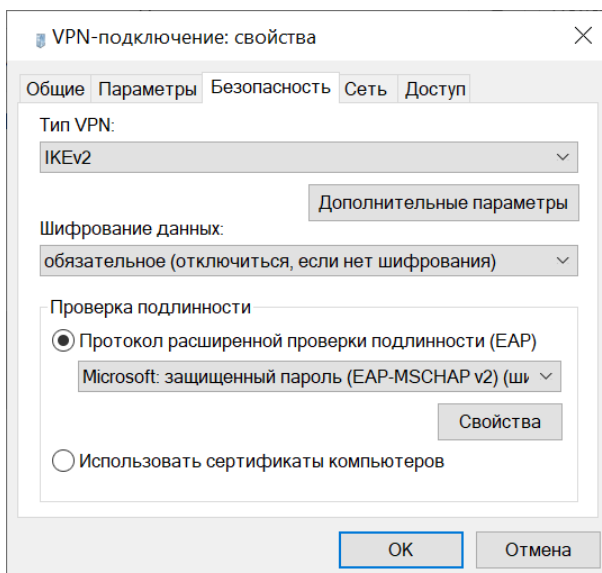 VPN-подключение: свойства
Общие Параметры Безопасность Сеть Доступ
Тип VPN:
IKEv2
Дополнительные параметры
Шифрование данных:
обязательное (отключиться, если нет шифрования)
Проверка подлинности
Протокол расширенной проверки подлинности (EAP)
Microsoft: защищенный пароль (EAP-MSCHAP v2) (ши
Свойства
Использовать сертификаты компьютеров
OK Отмена